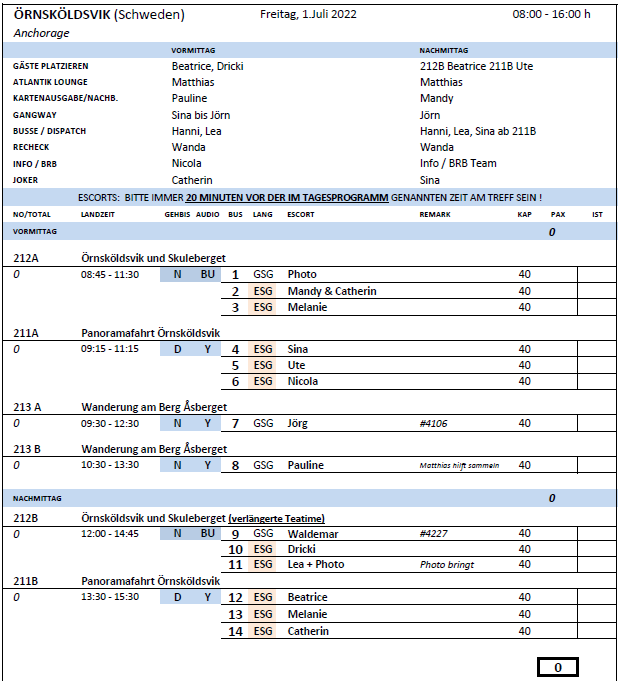 ÖRNSKÖLDSVIK (Schweden) Freitag, 1.Juli 2022 08:00 - 16:00 h
Anchorage
VORMITTAG NACHMITTAG
GÄSTE PLATZIEREN Beatrice, Dricki 212B Beatrice 211B Ute
ATLANTIK LOUNGE Matthias Matthias
KARTENAUSGABE/NACHB. Pauline Mandy
GANGWAY Sina bis Jörn Jörn
BUSSE / DISPATCH Hanni, Lea Hanni, Lea, Sina ab 211B
RECHECK Wanda Wanda
INFO / BRB Nicola Info / BRB Team
JOKER Catherin Sina
ESCORTS: BITTE IMMER 20 MINUTEN VOR DER IM TAGESPROGRAMM GENANNTEN ZEIT AM TREFF SEIN !
NO/TOTAL LANDZEIT GEHBIS AUDIO BUS LANG ESCORT REMARK KAP PAX IST
VORMITTAG 0
212A Örnsköldsvik und Skuleberget
0 08:45 - 11:30 N BU 1 GSG Photo 40
2 ESG Mandy & Catherin 40
3 ESG Melanie 40
211A Panoramafahrt Örnsköldsvik
0 09:15 - 11:15 D Y 4 ESG Sina 40
5 ESG Ute 40
6 ESG Nicola 40
213 A Wanderung am Berg Åsberget
0 09:30 - 12:30 N Y 7 GSG Jörg #4106 40
213 B Wanderung am Berg Åsberget
0 10:30 - 13:30 N Y 8 GSG Pauline Matthias hilft sammeln 40
NACHMITTAG 0
212B Örnsköldsvik und Skuleberget (verlängerte Teatime)
0 12:00 - 14:45 N BU 9 GSG Waldemar #4227 40
10 ESG Dricki 40
11 ESG Lea + Photo Photo bringt 40
211B Panoramafahrt Örnsköldsvik
0 13:30 - 15:30 D Y 12 ESG Beatrice 40
13 ESG Melanie 40
14 ESG Catherin 40
0